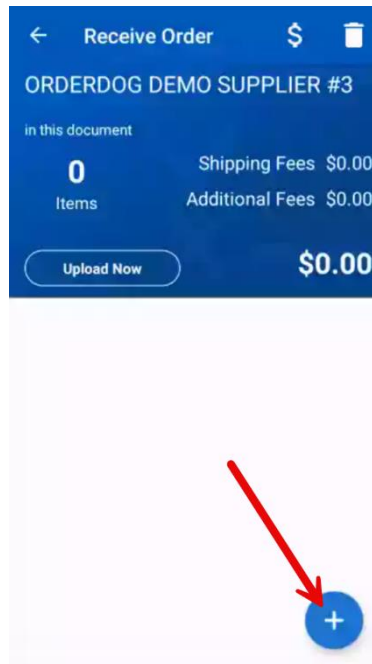 Receive Order $
ORDERDOG DEMO SUPPLIER #3
in this document
0
Items
Shipping Fees $0.00
Additional Fees $0.00
Upload Now
$0.00
+